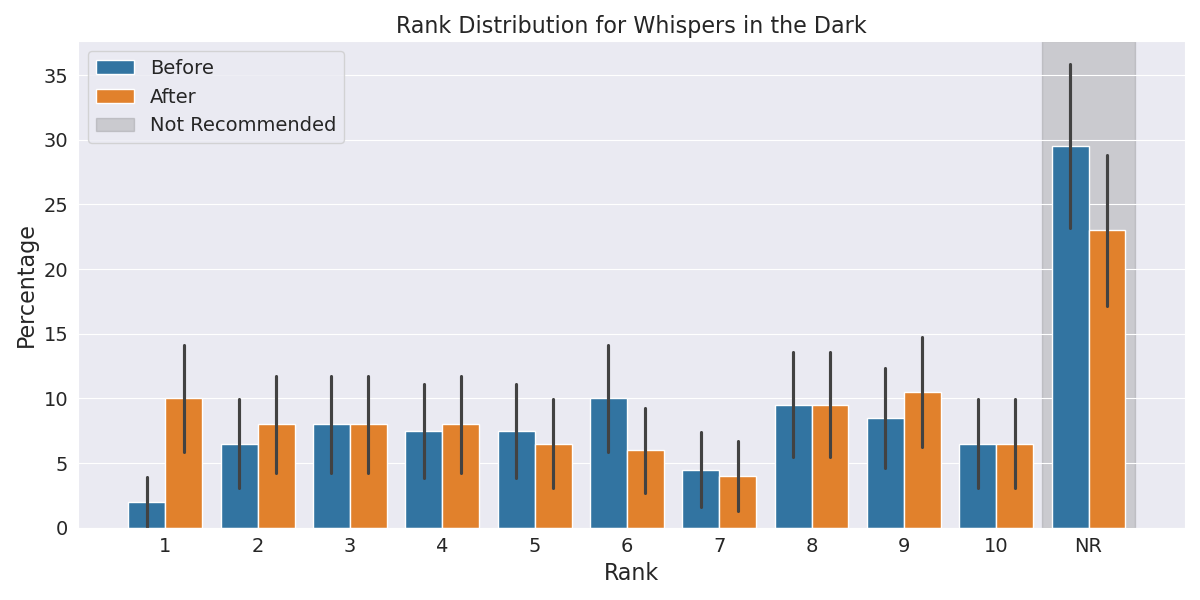 Rank Distribution for Whispers in the Dark
Before
After
Not Recommended
Percentage
35
30
25
20
15
10
5
0
1 2 3 4 5 6 7 8 9 10 NR
Rank